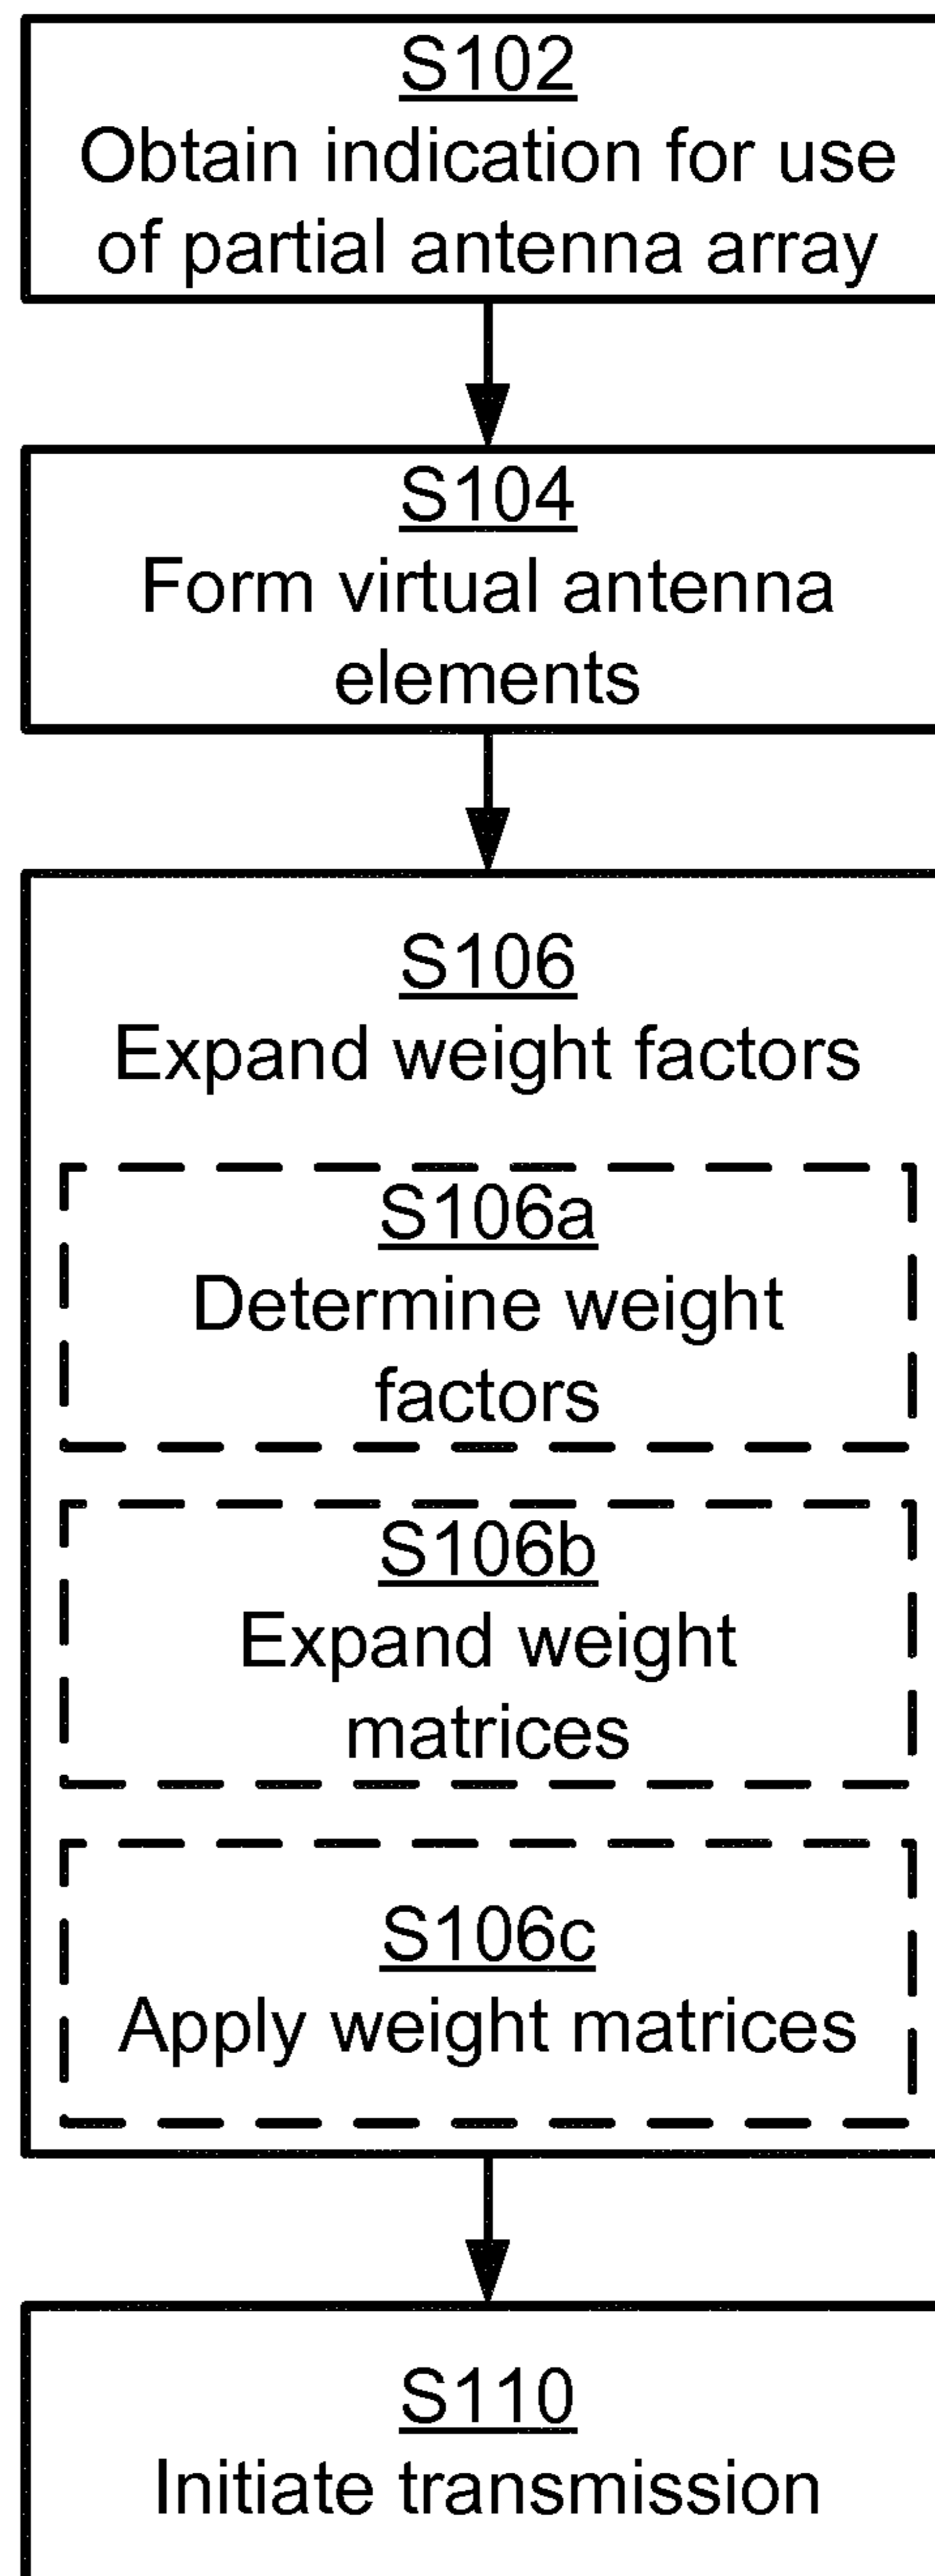 S102
Obtain indication for use
of partial antenna array
S104
Form virtual antenna
elements
S106
Expand weight factors
S106a
Determine weight
factors
S106b
Expand weight
matrices
S106c
Apply weight matrices
S110
Initiate transmission